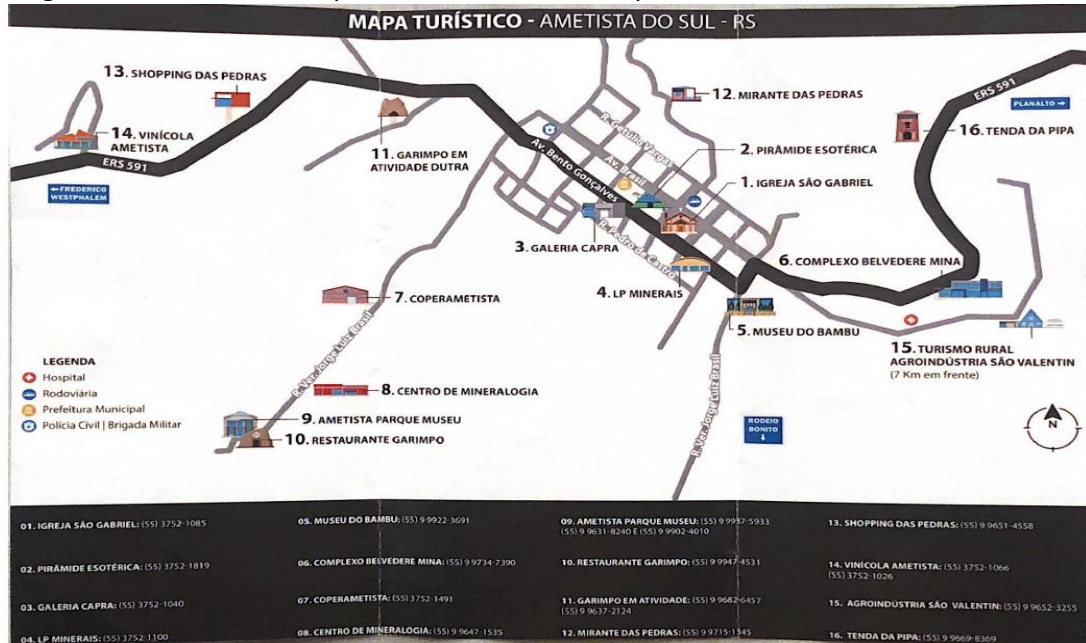 MAPA TURÍSTICO - AMETISTA DO SUL - RS
13. SHOPPING DAS PEDRAS
12. MIRANTE DAS PEDRAS
ERS 591
PLANALTO →
14. VINÍCOLA
AMETISTA
ERS 591
← FREDERICO
WESTPHALEM
11. GARIMPO EM
ATIVIDADE DUTRA
R. Getulio Vargas
Av. Brasil
Av. Bento Gonçalves
2. PIRÂMIDE ESOTÉRICA
1. IGREJA SÃO GABRIEL
16. TENDA DA PIPA
3. GALERIA CAPRA
R. Pedro de Castro
4. LP MINERAIS
6. COMPLEXO BELVEDERE MINA
5. MUSEU DO BAMBU
7. COPERAMETISTA
R. Ver. Jorge Luiz Brasil
15. TURISMO RURAL
AGROINDÚSTRIA SÃO VALENTIN
(7 Km em frente)
LEGENDA
Hospital
Rodoviária
Prefeitura Municipal
Polícia Civil | Brigada Militar
8. CENTRO DE MINERALOGIA
9. AMETISTA PARQUE MUSEU
10. RESTAURANTE GARIMPO
R. Ver. Jorge Luiz Brasil
RODEIO
BONITO
↓
N
01. IGREJA SÃO GABRIEL: (55) 3752-1085
02. PIRÂMIDE ESOTÉRICA: (55) 3752-1819
03. GALERIA CAPRA: (55) 3752-1040
04. LP MINERAIS: (55) 3752-1100
05. MUSEU DO BAMBU: (55) 9 9922-3691
06. COMPLEXO BELVEDERE MINA: (55) 9 9734-7390
07. COPERAMETISTA: (55) 3752-1491
08. CENTRO DE MINERALOGIA: (55) 9 9647-1535
09. AMETISTA PARQUE MUSEU: (55) 9 9937-5933
(55) 9 9631-8240 E (55) 9 9902-4010
10. RESTAURANTE GARIMPO: (55) 9 9947-4531
11. GARIMPO EM ATIVIDADE: (55) 9 9682-6457
(55) 9 9637-2124
12. MIRANTE DAS PEDRAS: (55) 9 9715-1345
13. SHOPPING DAS PEDRAS: (55) 9 9651-4558
14. VINÍCOLA AMETISTA: (55) 3752-1066
(55) 3752-1026
15. AGROINDÚSTRIA SÃO VALENTIN: (55) 9 9652-3255
16. TENDA DA PIPA: (55) 9 9669-8369